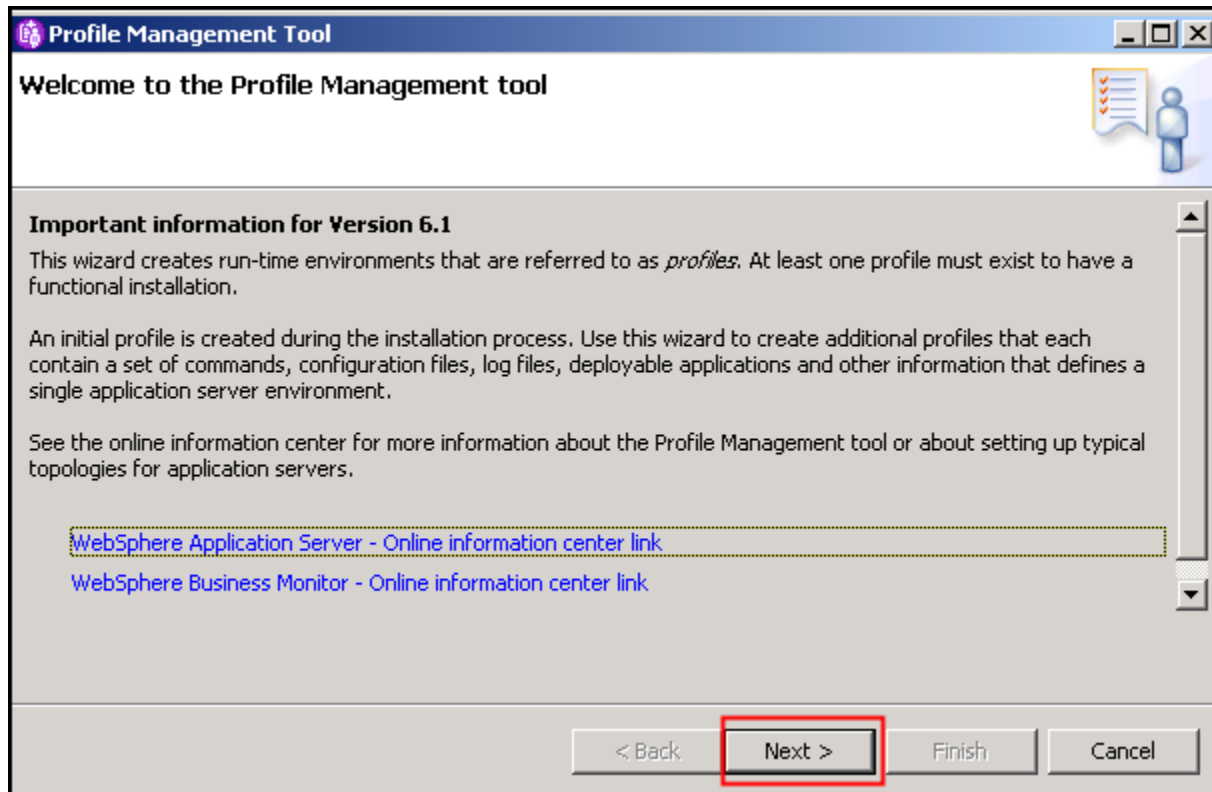 Profile Management Tool
Welcome to the Profile Management tool
Important information for Version 6.1
This wizard creates run-time environments that are referred to as profiles. At least one profile must exist to have a
functional installation.
An initial profile is created during the installation process. Use this wizard to create additional profiles that each
contain a set of commands, configuration files, log files, deployable applications and other information that defines a
single application server environment.
See the online information center for more information about the Profile Management tool or about setting up typical
topologies for application servers.
WebSphere Application Server - Online information center link
WebSphere Business Monitor - Online information center link
< Back Next > Finish Cancel